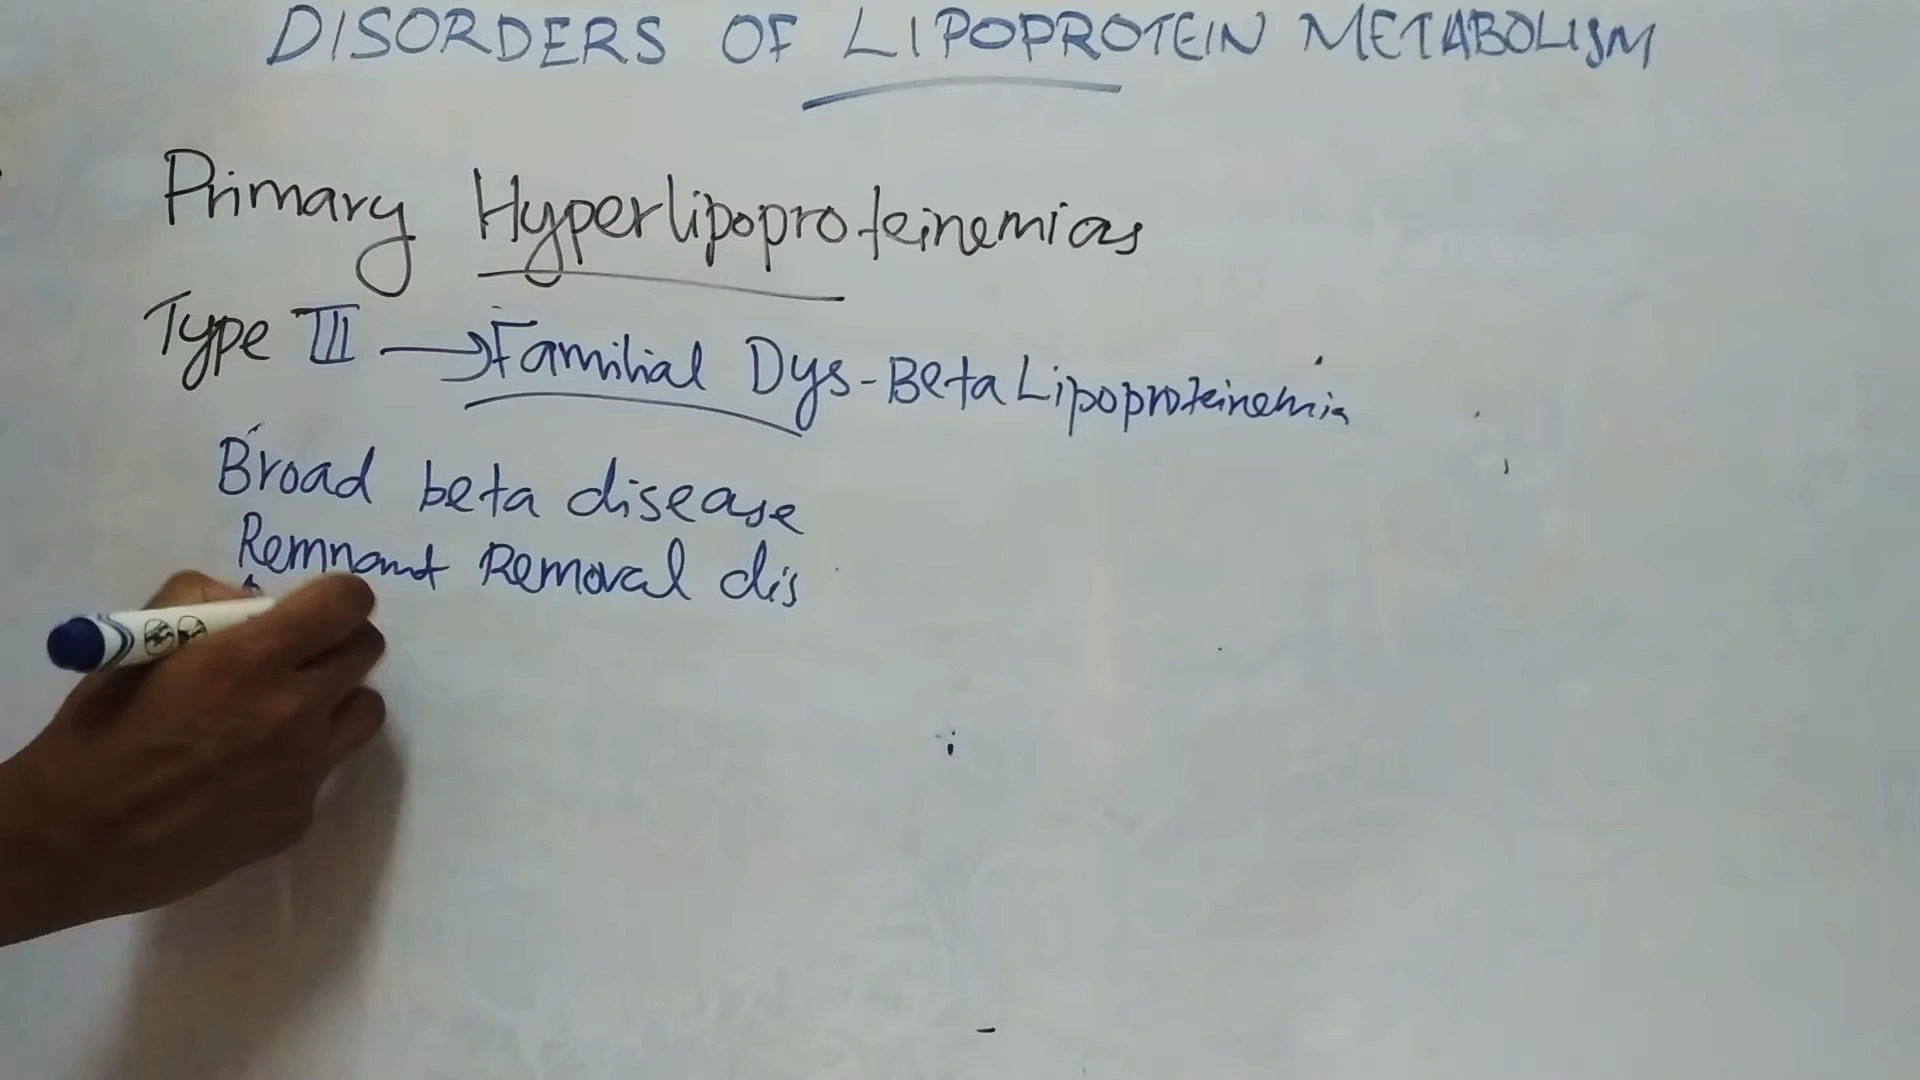 DISORDERS OF LIPOPROTEIN METABOLISM
Primary Hyperlipoproteinemias
Type III → Familial Dys-Beta Lipoproteinemia
Broad beta disease
Remnant Removal dis